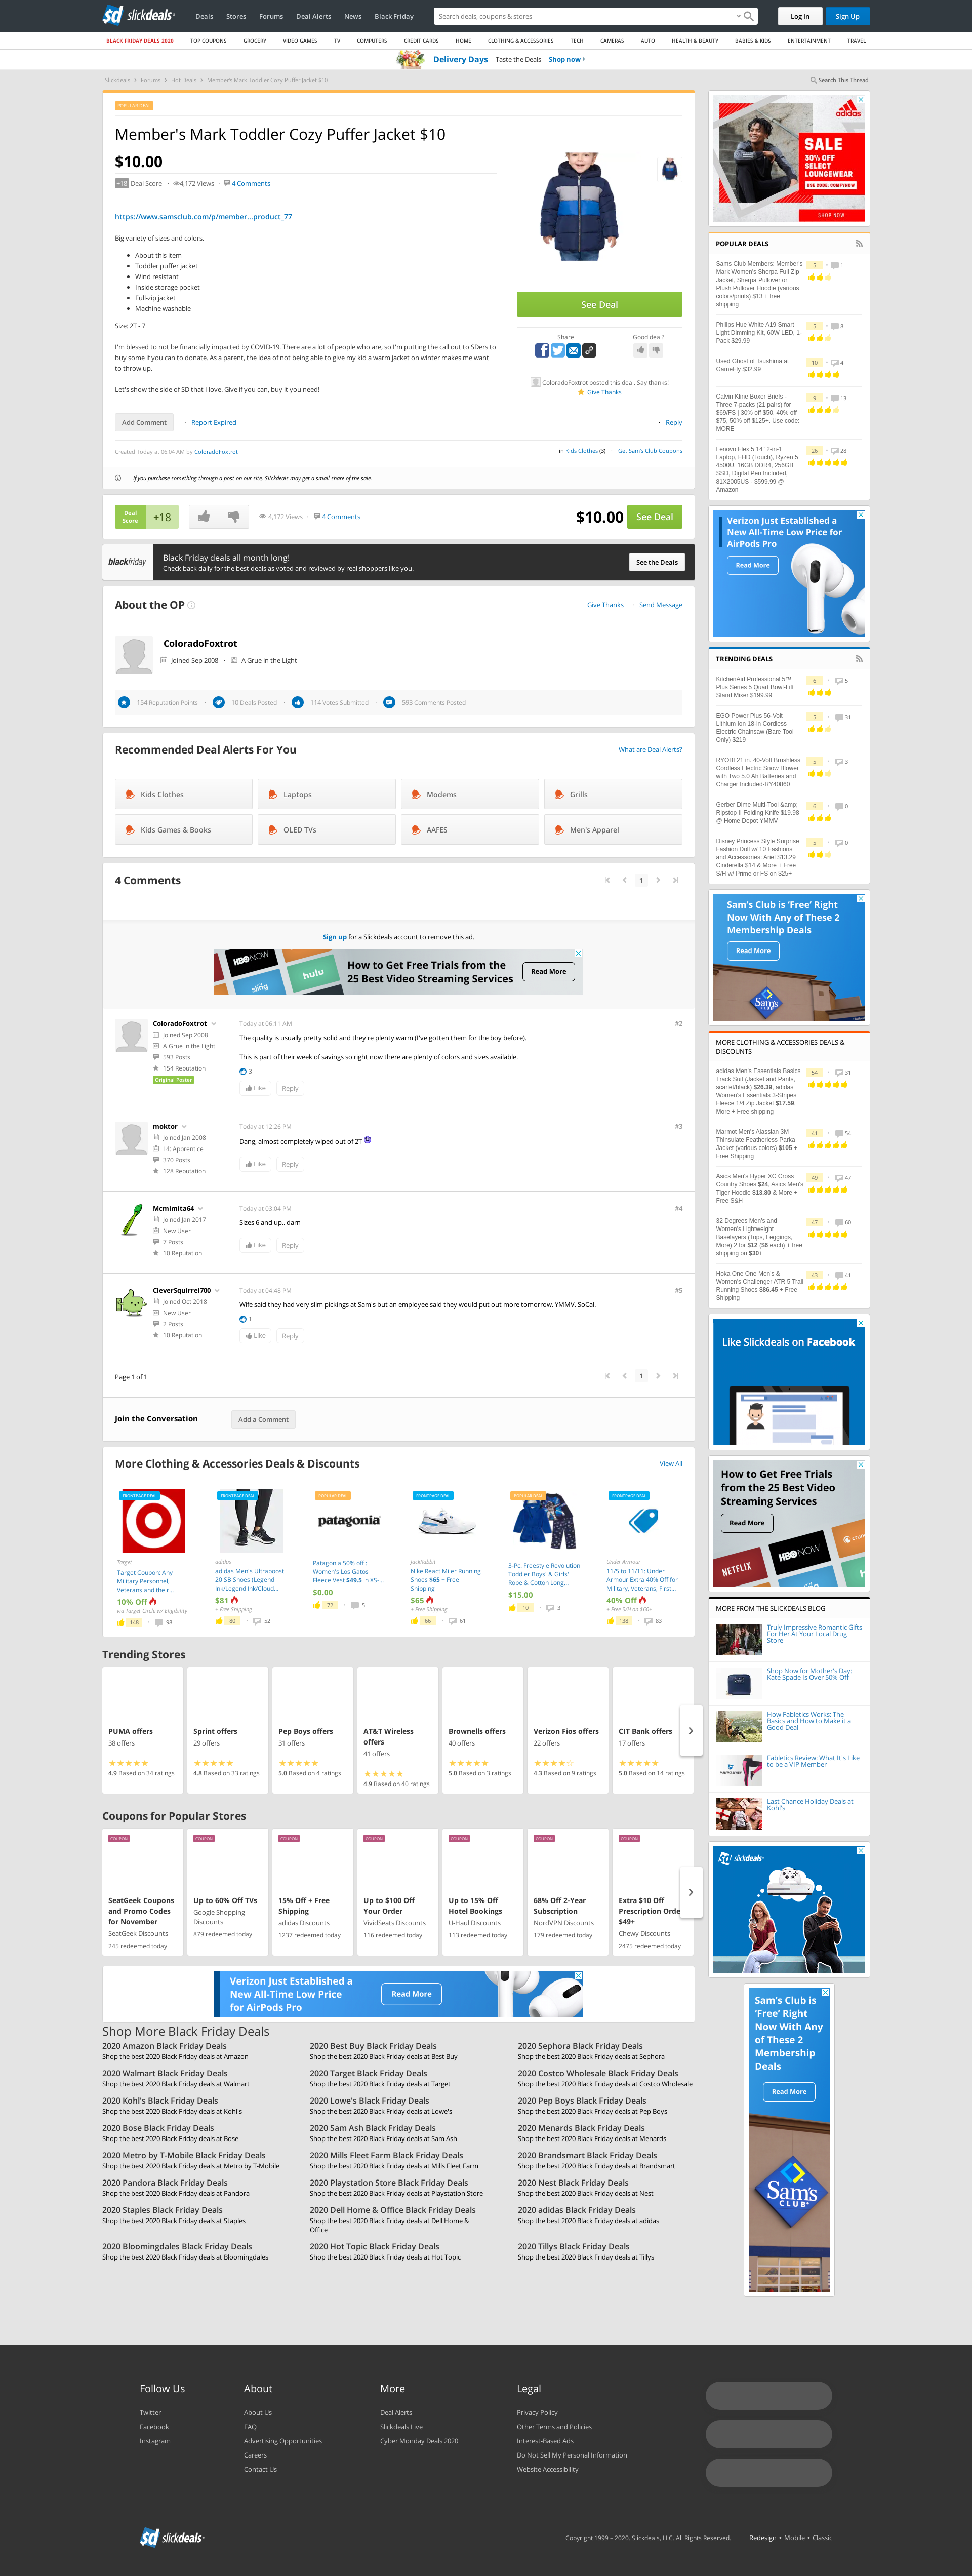 slickdeals
Deals
Stores
Forums
Deal Alerts
News
Black Friday
Search deals, coupons & stores
Log In
Sign Up
BLACK FRIDAY DEALS 2020
TOP COUPONS
GROCERY
VIDEO GAMES
TV
COMPUTERS
CREDIT CARDS
HOME
CLOTHING & ACCESSORIES
TECH
CAMERAS
AUTO
HEALTH & BEAUTY
BABIES & KIDS
ENTERTAINMENT
TRAVEL
Delivery Days Taste the Deals Shop now ›
Slickdeals › Forums › Hot Deals › Member's Mark Toddler Cozy Puffer Jacket $10
Search This Thread
POPULAR DEAL
Member's Mark Toddler Cozy Puffer Jacket $10
$10.00
+18 Deal Score · 4,172 Views · 4 Comments
https://www.samsclub.com/p/member...product_77
Big variety of sizes and colors.
• About this item
• Toddler puffer jacket
• Wind resistant
• Inside storage pocket
• Full-zip jacket
• Machine washable
Size: 2T - 7
I'm blessed to not be financially impacted by COVID-19. There are a lot of people who are, so I'm putting the call out to SDers to
buy some if you can to donate. As a parent, the idea of not being able to give my kid a warm jacket on winter makes me want
to throw up.
Let's show the side of SD that I love. Give if you can, buy it you need!
See Deal
Share
Good deal?
ColoradoFoxtrot posted this deal. Say thanks!
Give Thanks
Add Comment · Report Expired
· Reply
Created Today at 06:04 AM by ColoradoFoxtrot
in Kids Clothes (3) · Get Sam's Club Coupons
If you purchase something through a post on our site, Slickdeals may get a small share of the sale.
Deal
Score
+18
4,172 Views · 4 Comments
$10.00
See Deal
blackfriday
Black Friday deals all month long!
Check back daily for the best deals as voted and reviewed by real shoppers like you.
See the Deals
About the OP
Give Thanks · Send Message
ColoradoFoxtrot
Joined Sep 2008 · A Grue in the Light
154 Reputation Points
10 Deals Posted
114 Votes Submitted
593 Comments Posted
Recommended Deal Alerts For You
What are Deal Alerts?
Kids Clothes
Laptops
Modems
Grills
Kids Games & Books
OLED TVs
AAFES
Men's Apparel
4 Comments
1
Sign up for a Slickdeals account to remove this ad.
HBO NOW
sling
hulu
How to Get Free Trials from the
25 Best Video Streaming Services
Read More
ColoradoFoxtrot
Joined Sep 2008
A Grue in the Light
593 Posts
154 Reputation
Original Poster
Today at 06:11 AM
#2
The quality is usually pretty solid and they're plenty warm (I've gotten them for the boy before).
This is part of their week of savings so right now there are plenty of colors and sizes available.
3
Like
Reply
moktor
Joined Jan 2008
L4: Apprentice
370 Posts
128 Reputation
Today at 12:26 PM
#3
Dang, almost completely wiped out of 2T
Like
Reply
Mcmimita64
Joined Jan 2017
New User
7 Posts
10 Reputation
Today at 03:04 PM
#4
Sizes 6 and up.. darn
Like
Reply
CleverSquirrel700
Joined Oct 2018
New User
2 Posts
10 Reputation
Today at 04:48 PM
#5
Wife said they had very slim pickings at Sam's but an employee said they would put out more tomorrow. YMMV. SoCal.
1
Like
Reply
Page 1 of 1
1
Join the Conversation
Add a Comment
More Clothing & Accessories Deals & Discounts
View All
FRONTPAGE DEAL
Target
Target Coupon: Any
Military Personnel,
Veterans and their...
10% Off
via Target Circle w/ Eligibility
148 · 98
FRONTPAGE DEAL
adidas
adidas Men's Ultraboost
20 SB Shoes (Legend
Ink/Legend Ink/Cloud...
$81
+ Free Shipping
80 · 52
POPULAR DEAL
patagonia
Patagonia 50% off :
Women's Los Gatos
Fleece Vest $49.5 in XS-...
$0.00
72 · 5
FRONTPAGE DEAL
JackRabbit
Nike React Miler Running
Shoes $65 + Free
Shipping
$65
+ Free Shipping
66 · 61
POPULAR DEAL
3-Pc. Freestyle Revolution
Toddler Boys' & Girls'
Robe & Cotton Long...
$15.00
10 · 3
FRONTPAGE DEAL
Under Armour
11/5 to 11/11: Under
Armour Extra 40% Off for
Military, Veterans, First...
40% Off
+ Free S/H on $60+
138 · 83
Trending Stores
PUMA offers
38 offers
4.9 Based on 34 ratings
Sprint offers
29 offers
4.8 Based on 33 ratings
Pep Boys offers
31 offers
5.0 Based on 4 ratings
AT&T Wireless
offers
41 offers
4.9 Based on 40 ratings
Brownells offers
40 offers
5.0 Based on 3 ratings
Verizon Fios offers
22 offers
4.3 Based on 9 ratings
CIT Bank offers
17 offers
5.0 Based on 14 ratings
Coupons for Popular Stores
COUPON
SeatGeek Coupons
and Promo Codes
for November
SeatGeek Discounts
245 redeemed today
COUPON
Up to 60% Off TVs
Google Shopping
Discounts
879 redeemed today
COUPON
15% Off + Free
Shipping
adidas Discounts
1237 redeemed today
COUPON
Up to $100 Off
Your Order
VividSeats Discounts
116 redeemed today
COUPON
Up to 15% Off
Hotel Bookings
U-Haul Discounts
113 redeemed today
COUPON
68% Off 2-Year
Subscription
NordVPN Discounts
179 redeemed today
COUPON
Extra $10 Off
Prescription Orde
$49+
Chewy Discounts
2475 redeemed today
Verizon Just Established a
New All-Time Low Price
for AirPods Pro
Read More
Shop More Black Friday Deals
2020 Amazon Black Friday Deals
Shop the best 2020 Black Friday deals at Amazon
2020 Best Buy Black Friday Deals
Shop the best 2020 Black Friday deals at Best Buy
2020 Sephora Black Friday Deals
Shop the best 2020 Black Friday deals at Sephora
2020 Walmart Black Friday Deals
Shop the best 2020 Black Friday deals at Walmart
2020 Target Black Friday Deals
Shop the best 2020 Black Friday deals at Target
2020 Costco Wholesale Black Friday Deals
Shop the best 2020 Black Friday deals at Costco Wholesale
2020 Kohl's Black Friday Deals
Shop the best 2020 Black Friday deals at Kohl's
2020 Lowe's Black Friday Deals
Shop the best 2020 Black Friday deals at Lowe's
2020 Pep Boys Black Friday Deals
Shop the best 2020 Black Friday deals at Pep Boys
2020 Bose Black Friday Deals
Shop the best 2020 Black Friday deals at Bose
2020 Sam Ash Black Friday Deals
Shop the best 2020 Black Friday deals at Sam Ash
2020 Menards Black Friday Deals
Shop the best 2020 Black Friday deals at Menards
2020 Metro by T-Mobile Black Friday Deals
Shop the best 2020 Black Friday deals at Metro by T-Mobile
2020 Mills Fleet Farm Black Friday Deals
Shop the best 2020 Black Friday deals at Mills Fleet Farm
2020 Brandsmart Black Friday Deals
Shop the best 2020 Black Friday deals at Brandsmart
2020 Pandora Black Friday Deals
Shop the best 2020 Black Friday deals at Pandora
2020 Playstation Store Black Friday Deals
Shop the best 2020 Black Friday deals at Playstation Store
2020 Nest Black Friday Deals
Shop the best 2020 Black Friday deals at Nest
2020 Staples Black Friday Deals
Shop the best 2020 Black Friday deals at Staples
2020 Dell Home & Office Black Friday Deals
Shop the best 2020 Black Friday deals at Dell Home &
Office
2020 adidas Black Friday Deals
Shop the best 2020 Black Friday deals at adidas
2020 Bloomingdales Black Friday Deals
Shop the best 2020 Black Friday deals at Bloomingdales
2020 Hot Topic Black Friday Deals
Shop the best 2020 Black Friday deals at Hot Topic
2020 Tillys Black Friday Deals
Shop the best 2020 Black Friday deals at Tillys
adidas
SALE
30% OFF
SELECT
LOUNGEWEAR
USE CODE: COMFYNOW
SHOP NOW
POPULAR DEALS
Sams Club Members: Member's
Mark Women's Sherpa Full Zip
Jacket, Sherpa Pullover or
Plush Pullover Hoodie (various
colors/prints) $13 + free
shipping
5 · 1
Philips Hue White A19 Smart
Light Dimming Kit, 60W LED, 1-
Pack $29.99
5 · 8
Used Ghost of Tsushima at
GameFly $32.99
10 · 4
Calvin Kline Boxer Briefs -
Three 7-packs (21 pairs) for
$69/FS | 30% off $50, 40% off
$75, 50% off $125+. Use code:
MORE
9 · 13
Lenovo Flex 5 14" 2-in-1
Laptop, FHD (Touch), Ryzen 5
4500U, 16GB DDR4, 256GB
SSD, Digital Pen Included,
81X2005US - $599.99 @
Amazon
26 · 28
Verizon Just Established a
New All-Time Low Price for
AirPods Pro
Read More
TRENDING DEALS
KitchenAid Professional 5™
Plus Series 5 Quart Bowl-Lift
Stand Mixer $199.99
6 · 5
EGO Power Plus 56-Volt
Lithium Ion 18-in Cordless
Electric Chainsaw (Bare Tool
Only) $219
5 · 31
RYOBI 21 in. 40-Volt Brushless
Cordless Electric Snow Blower
with Two 5.0 Ah Batteries and
Charger Included-RY40860
5 · 3
Gerber Dime Multi-Tool &amp;
Ripstop II Folding Knife $19.98
@ Home Depot YMMV
6 · 0
Disney Princess Style Surprise
Fashion Doll w/ 10 Fashions
and Accessories: Ariel $13.29
Cinderella $14 & More + Free
S/H w/ Prime or FS on $25+
5 · 0
Sam's Club is 'Free' Right
Now With Any of These 2
Membership Deals
Read More
Sam's
CLUB
MORE CLOTHING & ACCESSORIES DEALS &
DISCOUNTS
adidas Men's Essentials Basics
Track Suit (Jacket and Pants,
scarlet/black) $26.39, adidas
Women's Essentials 3-Stripes
Fleece 1/4 Zip Jacket $17.59,
More + Free shipping
54 · 31
Marmot Men's Alassian 3M
Thinsulate Featherless Parka
Jacket (various colors) $105 +
Free Shipping
41 · 54
Asics Men's Hyper XC Cross
Country Shoes $24, Asics Men's
Tiger Hoodie $13.80 & More +
Free S&H
49 · 47
32 Degrees Men's and
Women's Lightweight
Baselayers (Tops, Leggings,
More) 2 for $12 ($6 each) + free
shipping on $30+
47 · 60
Hoka One One Men's &
Women's Challenger ATR 5 Trail
Running Shoes $86.45 + Free
Shipping
43 · 41
Like Slickdeals on Facebook
How to Get Free Trials
from the 25 Best Video
Streaming Services
Read More
NETFLIX
HBO NOW
crunchyroll
MORE FROM THE SLICKDEALS BLOG
Truly Impressive Romantic Gifts
For Her At Your Local Drug
Store
Shop Now for Mother's Day:
Kate Spade Is Over 50% Off
How Fabletics Works: The
Basics and How to Make it a
Good Deal
Fabletics Review: What It's Like
to be a VIP Member
Last Chance Holiday Deals at
Kohl's
slickdeals
Sam's Club is
'Free' Right
Now With Any
of These 2
Membership
Deals
Read More
Sam's
CLUB
Follow Us
Twitter
Facebook
Instagram
About
About Us
FAQ
Advertising Opportunities
Careers
Contact Us
More
Deal Alerts
Slickdeals Live
Cyber Monday Deals 2020
Legal
Privacy Policy
Other Terms and Policies
Interest-Based Ads
Do Not Sell My Personal Information
Website Accessibility
slickdeals
Copyright 1999 – 2020. Slickdeals, LLC. All Rights Reserved.
Redesign • Mobile • Classic